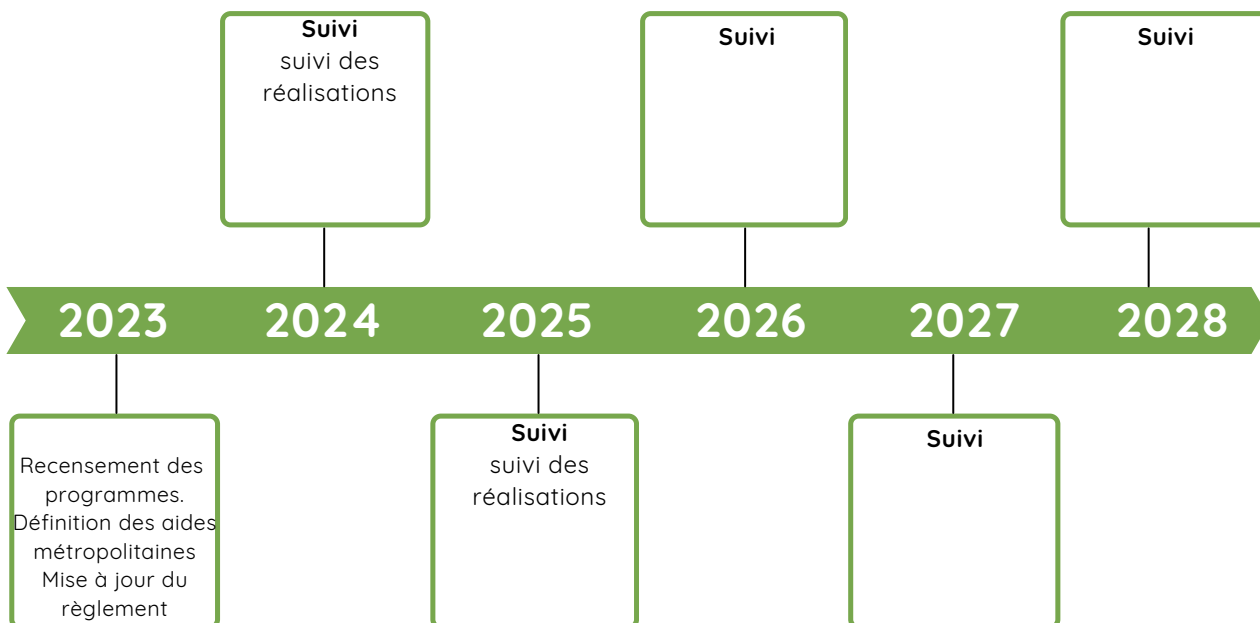 Suivi
suivi des
réalisations
Suivi
Suivi
2023 2024 2025 2026 2027 2028
Recensement des
programmes.
Définition des aides
métropolitaines
Mise à jour du
règlement
Suivi
suivi des
réalisations
Suivi